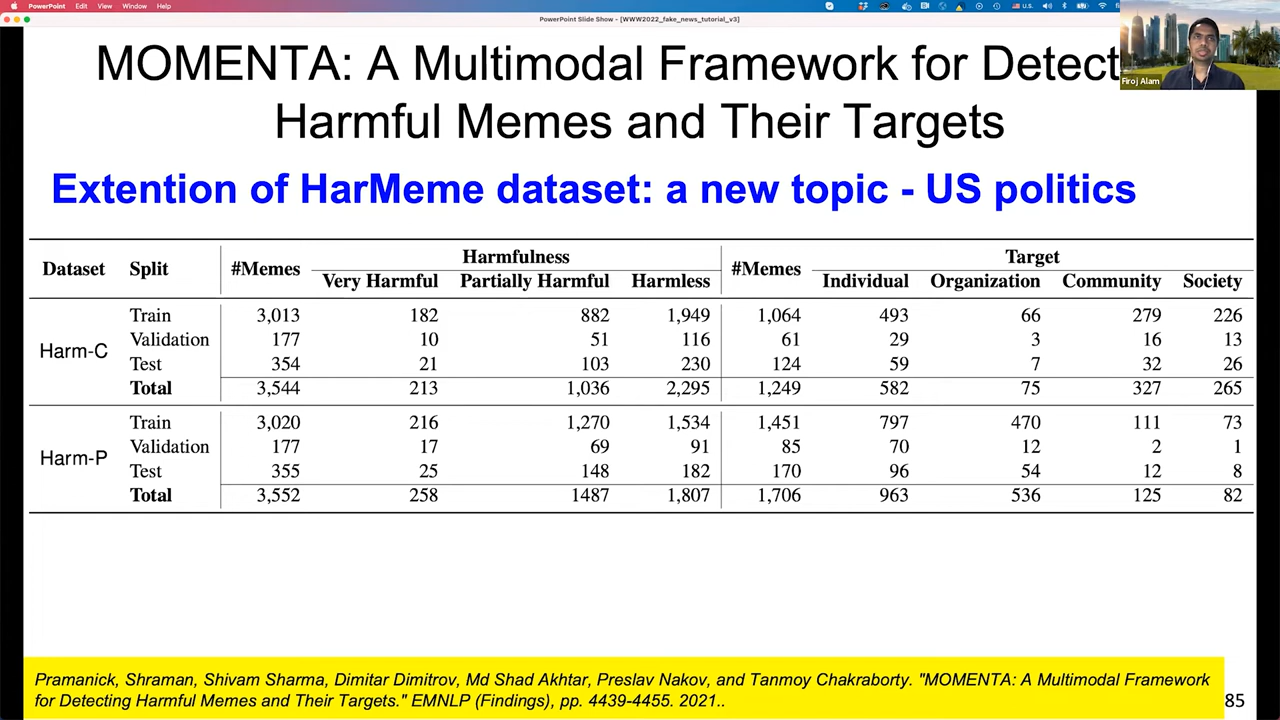 PowerPoint Edit View Window Help
U.S.
PowerPoint Slide Show - [WWW2022_fake_news_tutorial_v3]
Firoj Alam
MOMENTA: A Multimodal Framework for Detect
Harmful Memes and Their Targets
Extention of HarMeme dataset: a new topic - US politics
Dataset Split #Memes Harmfulness #Memes Target
Very Harmful Partially Harmful Harmless Individual Organization Community Society
Harm-C
Train 3,013 182 882 1,949 1,064 493 66 279 226
Validation 177 10 51 116 61 29 3 16 13
Test 354 21 103 230 124 59 7 32 26
Total 3,544 213 1,036 2,295 1,249 582 75 327 265
Harm-P
Train 3,020 216 1,270 1,534 1,451 797 470 111 73
Validation 177 17 69 91 85 70 12 2 1
Test 355 25 148 182 170 96 54 12 8
Total 3,552 258 1487 1,807 1,706 963 536 125 82
Pramanick, Shraman, Shivam Sharma, Dimitar Dimitrov, Md Shad Akhtar, Preslav Nakov, and Tanmoy Chakraborty. "MOMENTA: A Multimodal Framework
for Detecting Harmful Memes and Their Targets." EMNLP (Findings), pp. 4439-4455. 2021..
85